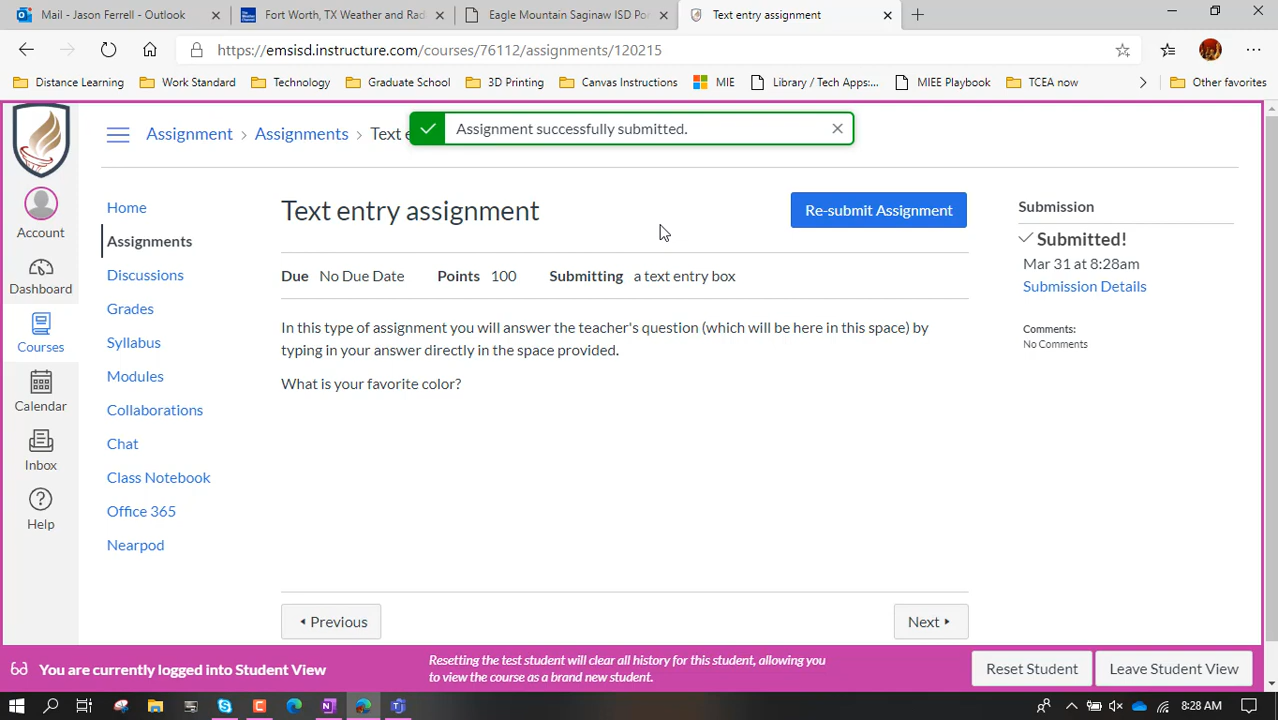 Mail - Jason Ferrell - Outlook
Fort Worth, TX Weather and Rad
Eagle Mountain Saginaw ISD Por
Text entry assignment
https://emsisd.instructure.com/courses/76112/assignments/120215
Distance Learning
Work Standard
Technology
Graduate School
3D Printing
Canvas Instructions
MIE
Library / Tech Apps:...
MIEE Playbook
TCEA now
Other favorites
Assignment > Assignments > Text e
Assignment successfully submitted.
Account
Dashboard
Courses
Calendar
Inbox
Help
Home
Assignments
Discussions
Grades
Syllabus
Modules
Collaborations
Chat
Class Notebook
Office 365
Nearpod
Text entry assignment
Re-submit Assignment
Due No Due Date Points 100 Submitting a text entry box
In this type of assignment you will answer the teacher's question (which will be here in this space) by
typing in your answer directly in the space provided.
What is your favorite color?
Previous
Next
Submission
Submitted!
Mar 31 at 8:28am
Submission Details
Comments:
No Comments
You are currently logged into Student View
Resetting the test student will clear all history for this student, allowing you
to view the course as a brand new student.
Reset Student
Leave Student View
8:28 AM